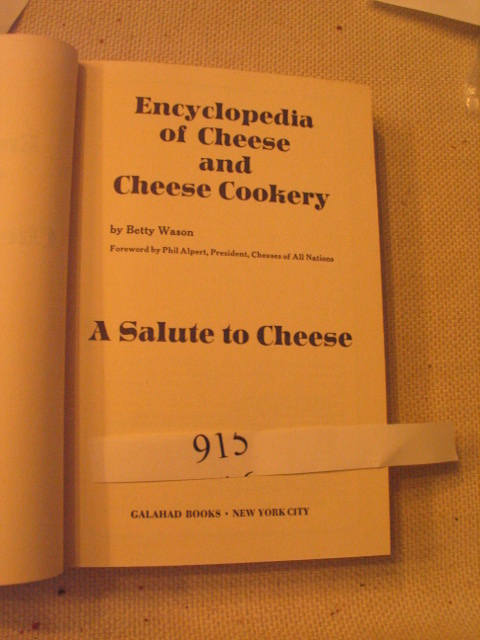 Encyclopedia
of Cheese
and
Cheese Cookery
by Betty Wason
Foreword by Phil Alpert, President, Cheeses of All Nations
A Salute to Cheese
915
GALAHAD BOOKS • NEW YORK CITY